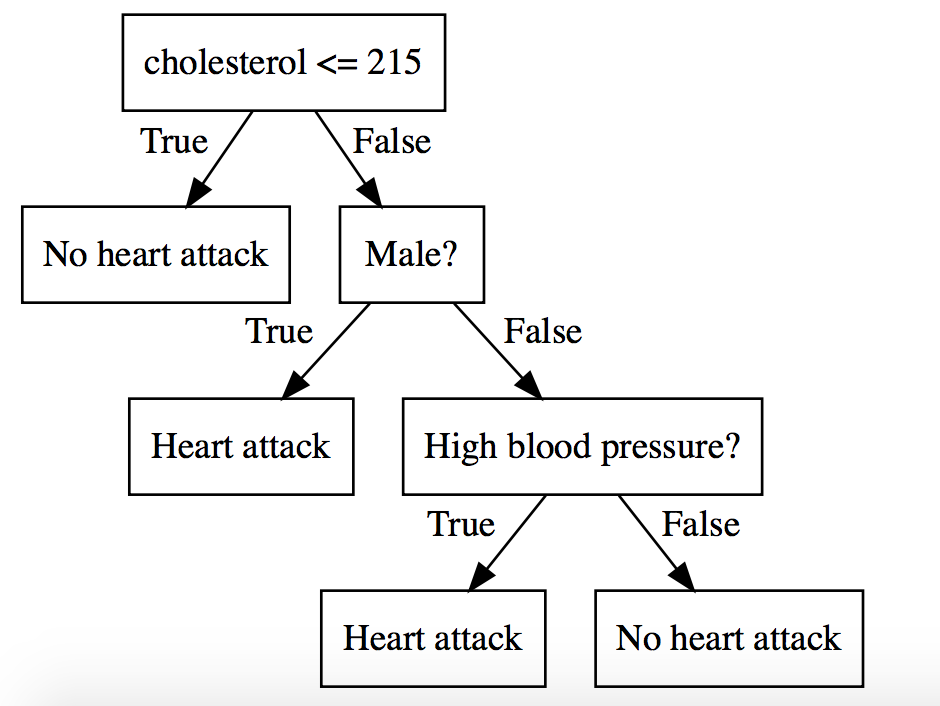 cholesterol <= 215
True
False
No heart attack
Male?
True
False
Heart attack
High blood pressure?
True
False
Heart attack
No heart attack